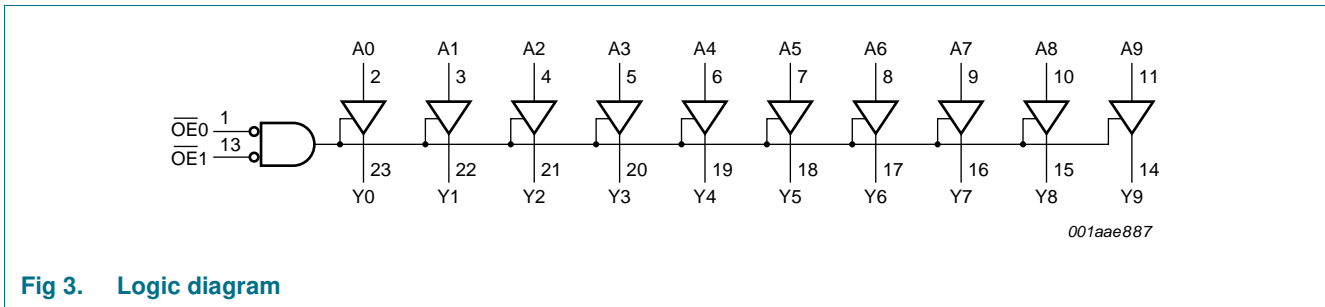 A0 A1 A2 A3 A4 A5 A6 A7 A8 A9
2 3 4 5 6 7 8 9 10 11
O̅E̅0 1
O̅E̅1 13
23 22 21 20 19 18 17 16 15 14
Y0 Y1 Y2 Y3 Y4 Y5 Y6 Y7 Y8 Y9
001aae887
Fig 3. Logic diagram